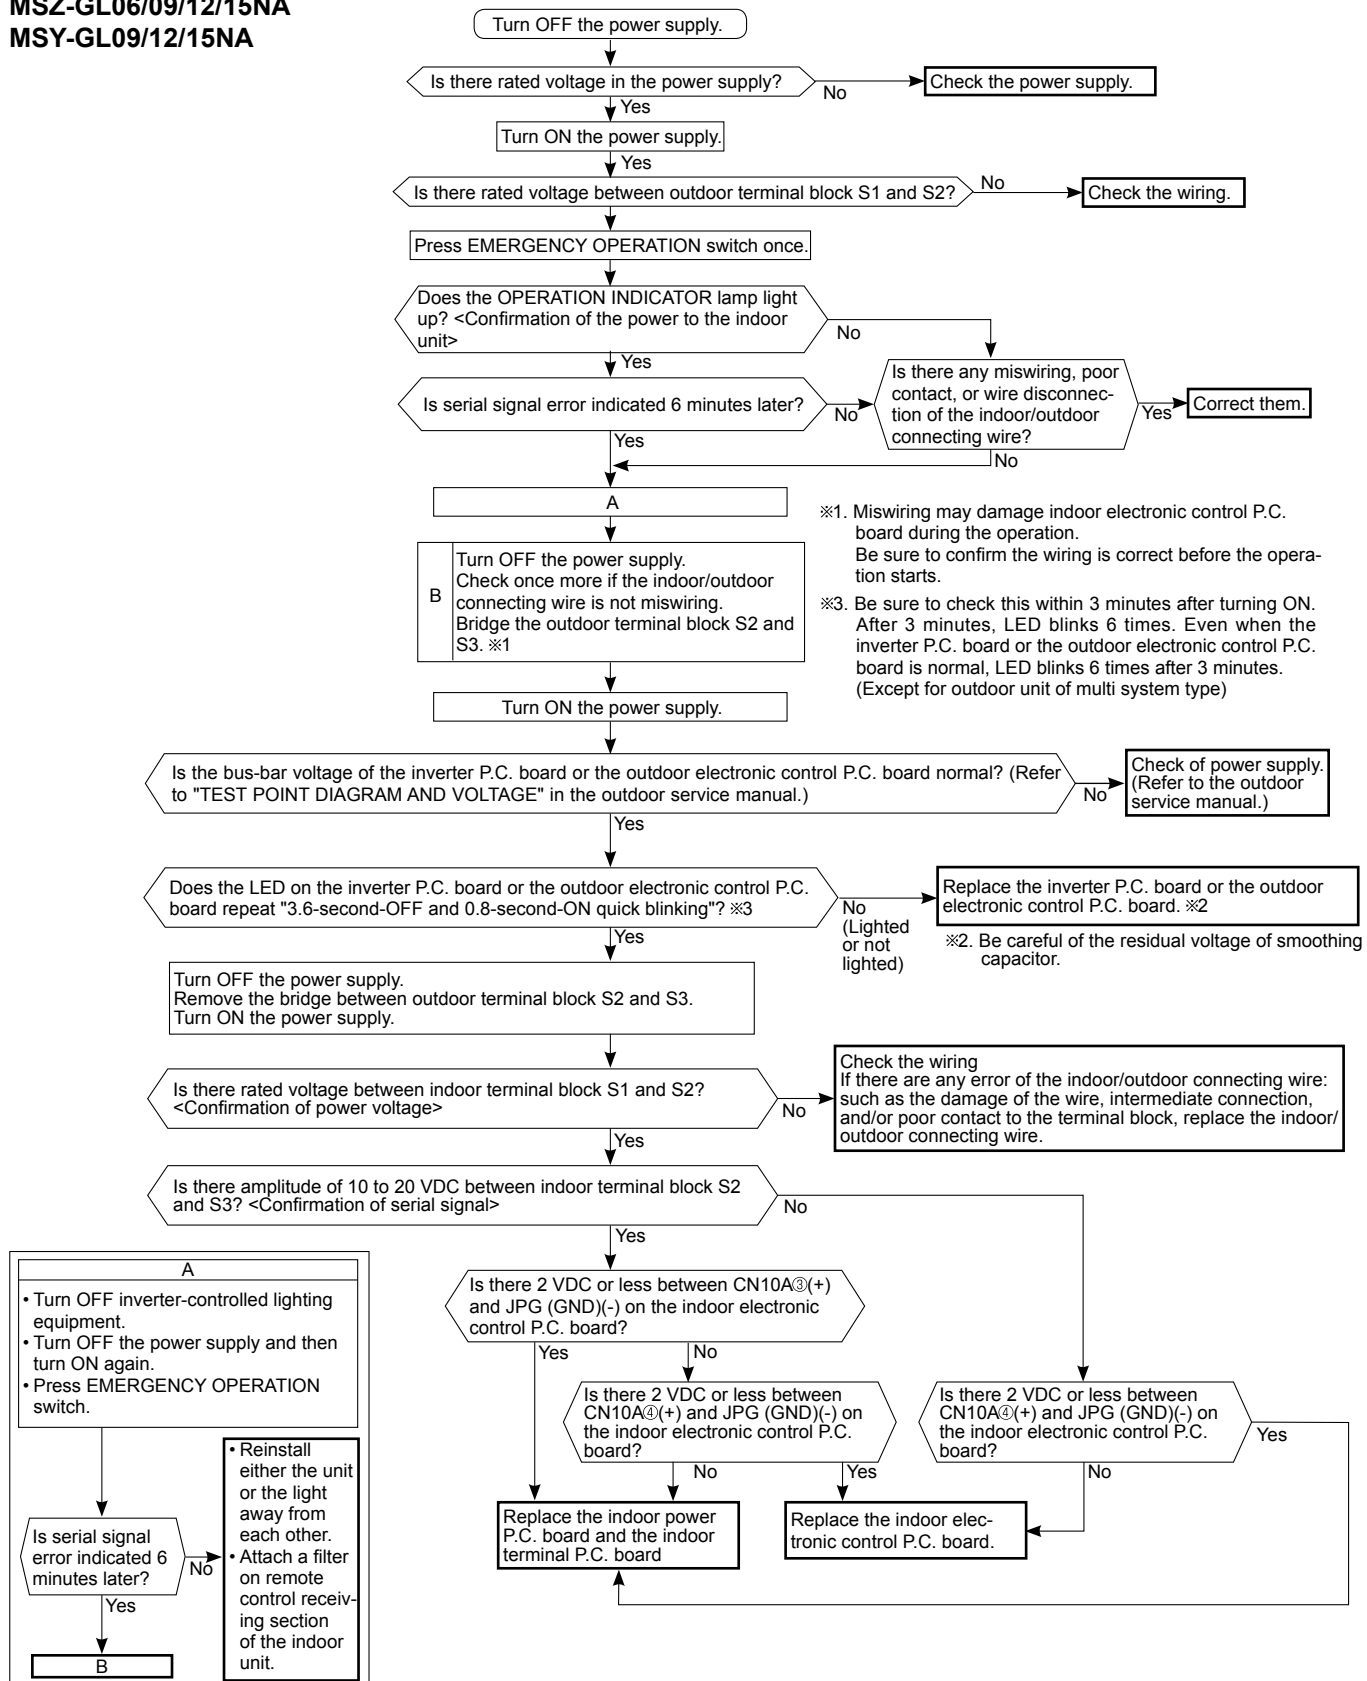 MSZ-GL06/09/12/15NA
MSY-GL09/12/15NA
Turn OFF the power supply.
Is there rated voltage in the power supply?
No
Check the power supply.
Yes
Turn ON the power supply.
Yes
Is there rated voltage between outdoor terminal block S1 and S2?
No
Check the wiring.
Press EMERGENCY OPERATION switch once.
Does the OPERATION INDICATOR lamp light
up? <Confirmation of the power to the indoor
unit>
No
Yes
Is serial signal error indicated 6 minutes later?
No
Is there any miswiring, poor
contact, or wire disconnec-
tion of the indoor/outdoor
connecting wire?
Yes
Correct them.
Yes
No
A
B
Turn OFF the power supply.
Check once more if the indoor/outdoor
connecting wire is not miswiring.
Bridge the outdoor terminal block S2 and
S3. ※1
※1. Miswiring may damage indoor electronic control P.C.
board during the operation.
Be sure to confirm the wiring is correct before the opera-
tion starts.
※3. Be sure to check this within 3 minutes after turning ON.
After 3 minutes, LED blinks 6 times. Even when the
inverter P.C. board or the outdoor electronic control P.C.
board is normal, LED blinks 6 times after 3 minutes.
(Except for outdoor unit of multi system type)
Turn ON the power supply.
Is the bus-bar voltage of the inverter P.C. board or the outdoor electronic control P.C. board normal? (Refer
to "TEST POINT DIAGRAM AND VOLTAGE" in the outdoor service manual.)
No
Check of power supply.
(Refer to the outdoor
service manual.)
Yes
Does the LED on the inverter P.C. board or the outdoor electronic control P.C.
board repeat "3.6-second-OFF and 0.8-second-ON quick blinking"? ※3
No
(Lighted
or not
lighted)
Replace the inverter P.C. board or the outdoor
electronic control P.C. board. ※2
※2. Be careful of the residual voltage of smoothing
capacitor.
Yes
Turn OFF the power supply.
Remove the bridge between outdoor terminal block S2 and S3.
Turn ON the power supply.
Is there rated voltage between indoor terminal block S1 and S2?
<Confirmation of power voltage>
No
Check the wiring
If there are any error of the indoor/outdoor connecting wire:
such as the damage of the wire, intermediate connection,
and/or poor contact to the terminal block, replace the indoor/
outdoor connecting wire.
Yes
Is there amplitude of 10 to 20 VDC between indoor terminal block S2
and S3? <Confirmation of serial signal>
No
Yes
Is there 2 VDC or less between CN10A③(+)
and JPG (GND)(-) on the indoor electronic
control P.C. board?
Yes
No
Is there 2 VDC or less between
CN10A④(+) and JPG (GND)(-) on
the indoor electronic control P.C.
board?
No
Yes
Is there 2 VDC or less between
CN10A④(+) and JPG (GND)(-) on
the indoor electronic control P.C.
board?
Yes
No
Replace the indoor power
P.C. board and the indoor
terminal P.C. board
Replace the indoor elec-
tronic control P.C. board.
A
• Turn OFF inverter-controlled lighting
equipment.
• Turn OFF the power supply and then
turn ON again.
• Press EMERGENCY OPERATION
switch.
Is serial signal
error indicated 6
minutes later?
No
• Reinstall
either the unit
or the light
away from
each other.
• Attach a filter
on remote
control receiv-
ing section
of the indoor
unit.
Yes
B